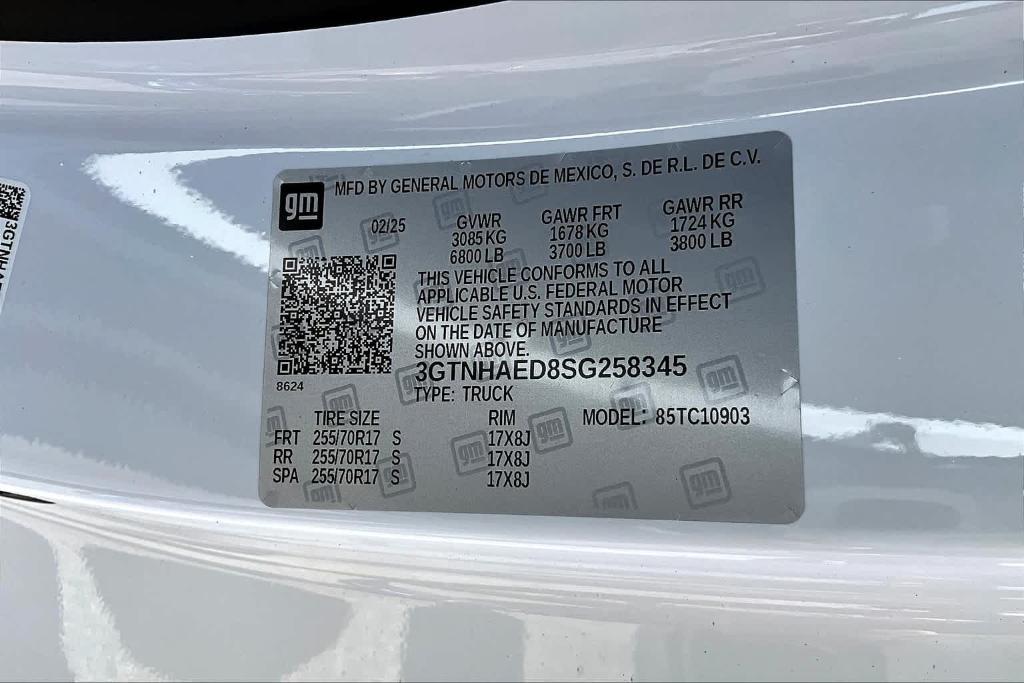 MFD BY GENERAL MOTORS DE MEXICO, S. DE R.L. DE C.V.
gm
02/25
GVWR GAWR FRT GAWR RR
3085 KG 1678 KG 1724 KG
6800 LB 3700 LB 3800 LB
THIS VEHICLE CONFORMS TO ALL
APPLICABLE U.S. FEDERAL MOTOR
VEHICLE SAFETY STANDARDS IN EFFECT
ON THE DATE OF MANUFACTURE
SHOWN ABOVE.
3GTNHAED8SG258345
8624
TYPE: TRUCK
TIRE SIZE RIM MODEL: 85TC10903
FRT 255/70R17 S 17X8J
RR 255/70R17 S 17X8J
SPA 255/70R17 S 17X8J
3GTNHAE